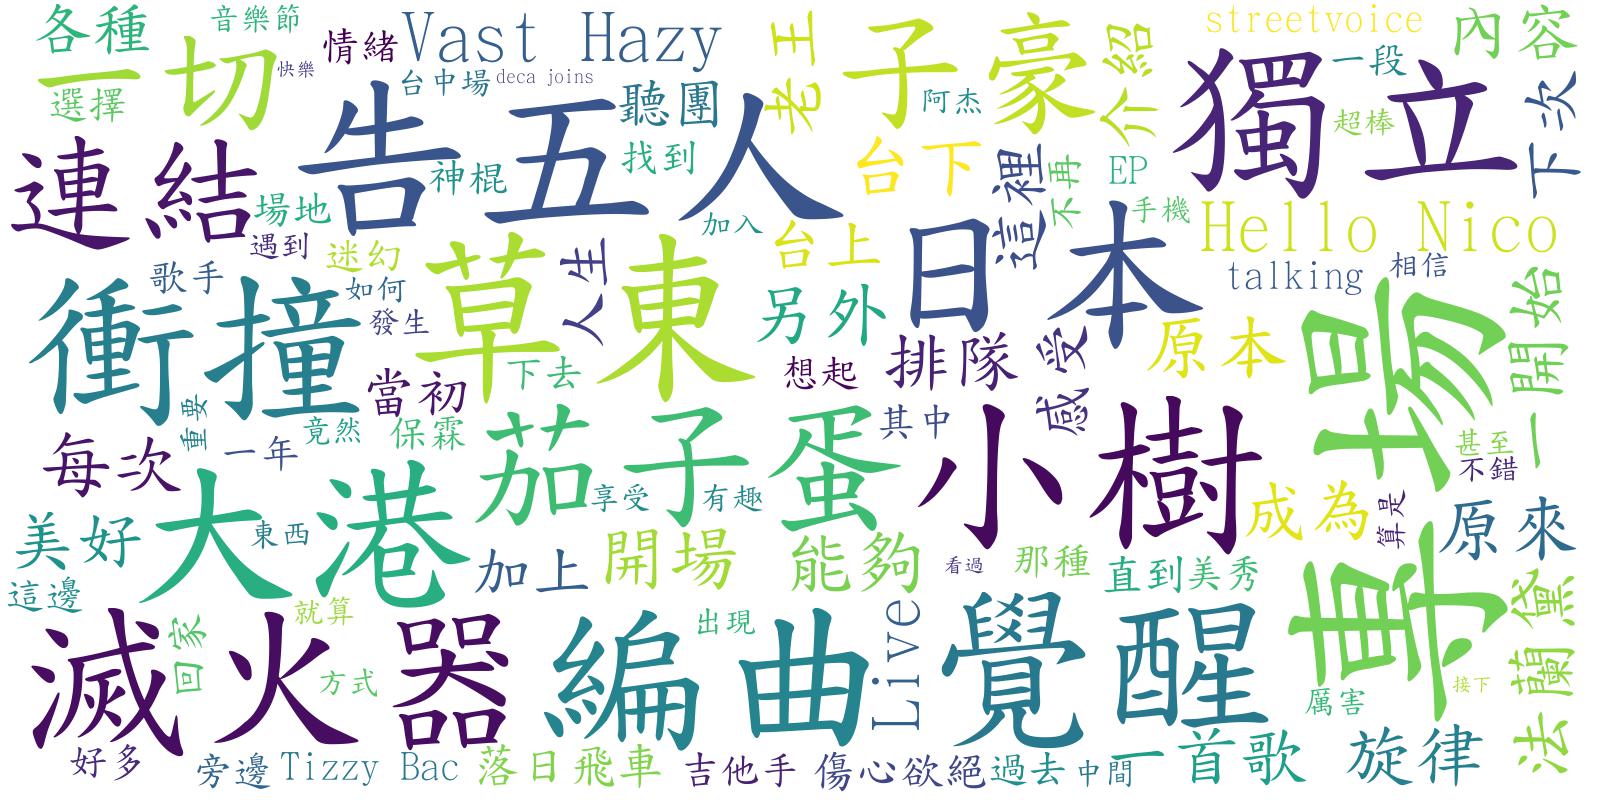 各種
音樂節
情緒
Vast Hazy
老王
子豪
介紹
streetvoice
獨立
一段
內容
一切
快樂
選擇
台中場
deca joins
聽團
阿杰
超棒
下次
連結
告五人
神棍
找到
台下
這裡
不再
EP
手機
場地
加入
遇到
迷幻
台上
日本
Hello Nico
歌手
如何
草東
人生
另外
talking
相信
衝撞
發生
下去
想起
排隊
感受
原本
專場
一開始
當初
重要
竟然
保霖
茄子蛋
其中
小樹
甚至
不錯
每次
一年
大港
享受
有趣
成為
算是
原來
美好
東西
加上
開場
能夠
看過
那種
直到
美秀
這邊
滅火器
回家
就算
方式
編曲
出現
Live
覺醒
厲害
接下
法蘭黛
好多
旁邊
Tizzy Bac
落日飛車
吉他手
傷心欲絕
過去
中間
一首歌
旋律